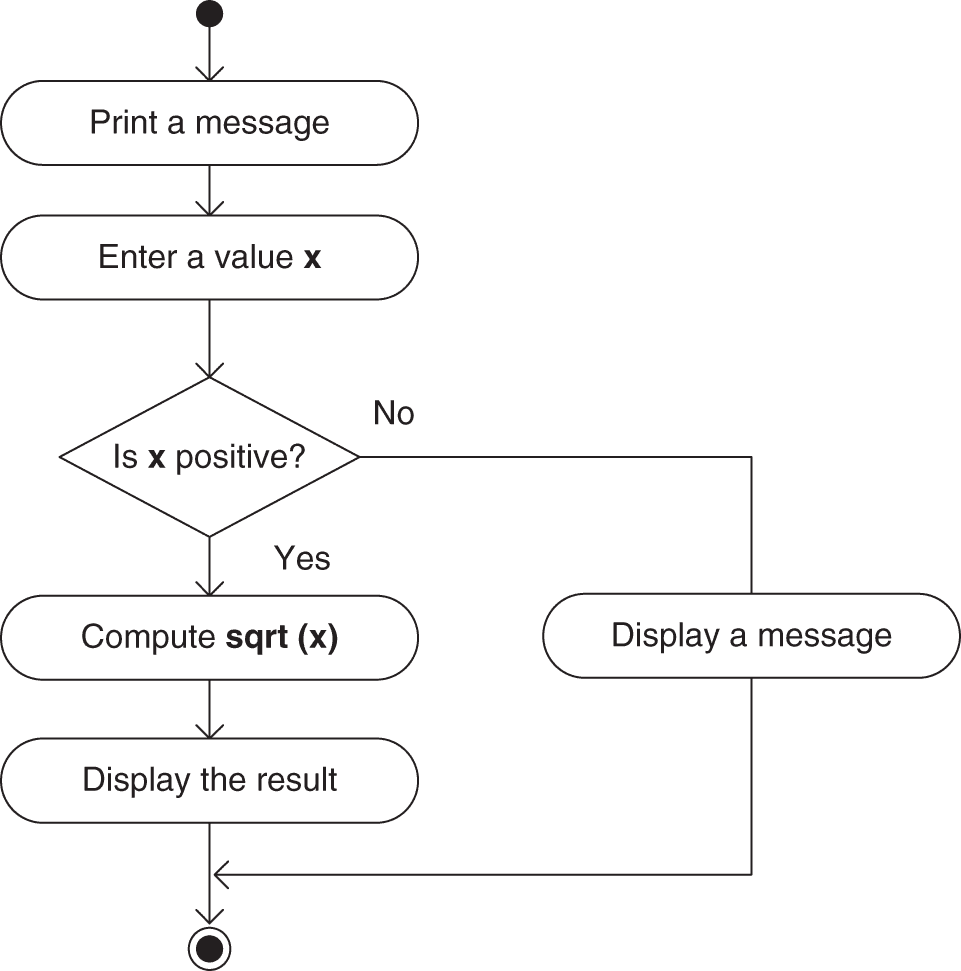 Print a message
Enter a value x
No
Is x positive?
Yes
Compute sqrt (x)
Display a message
Display the result